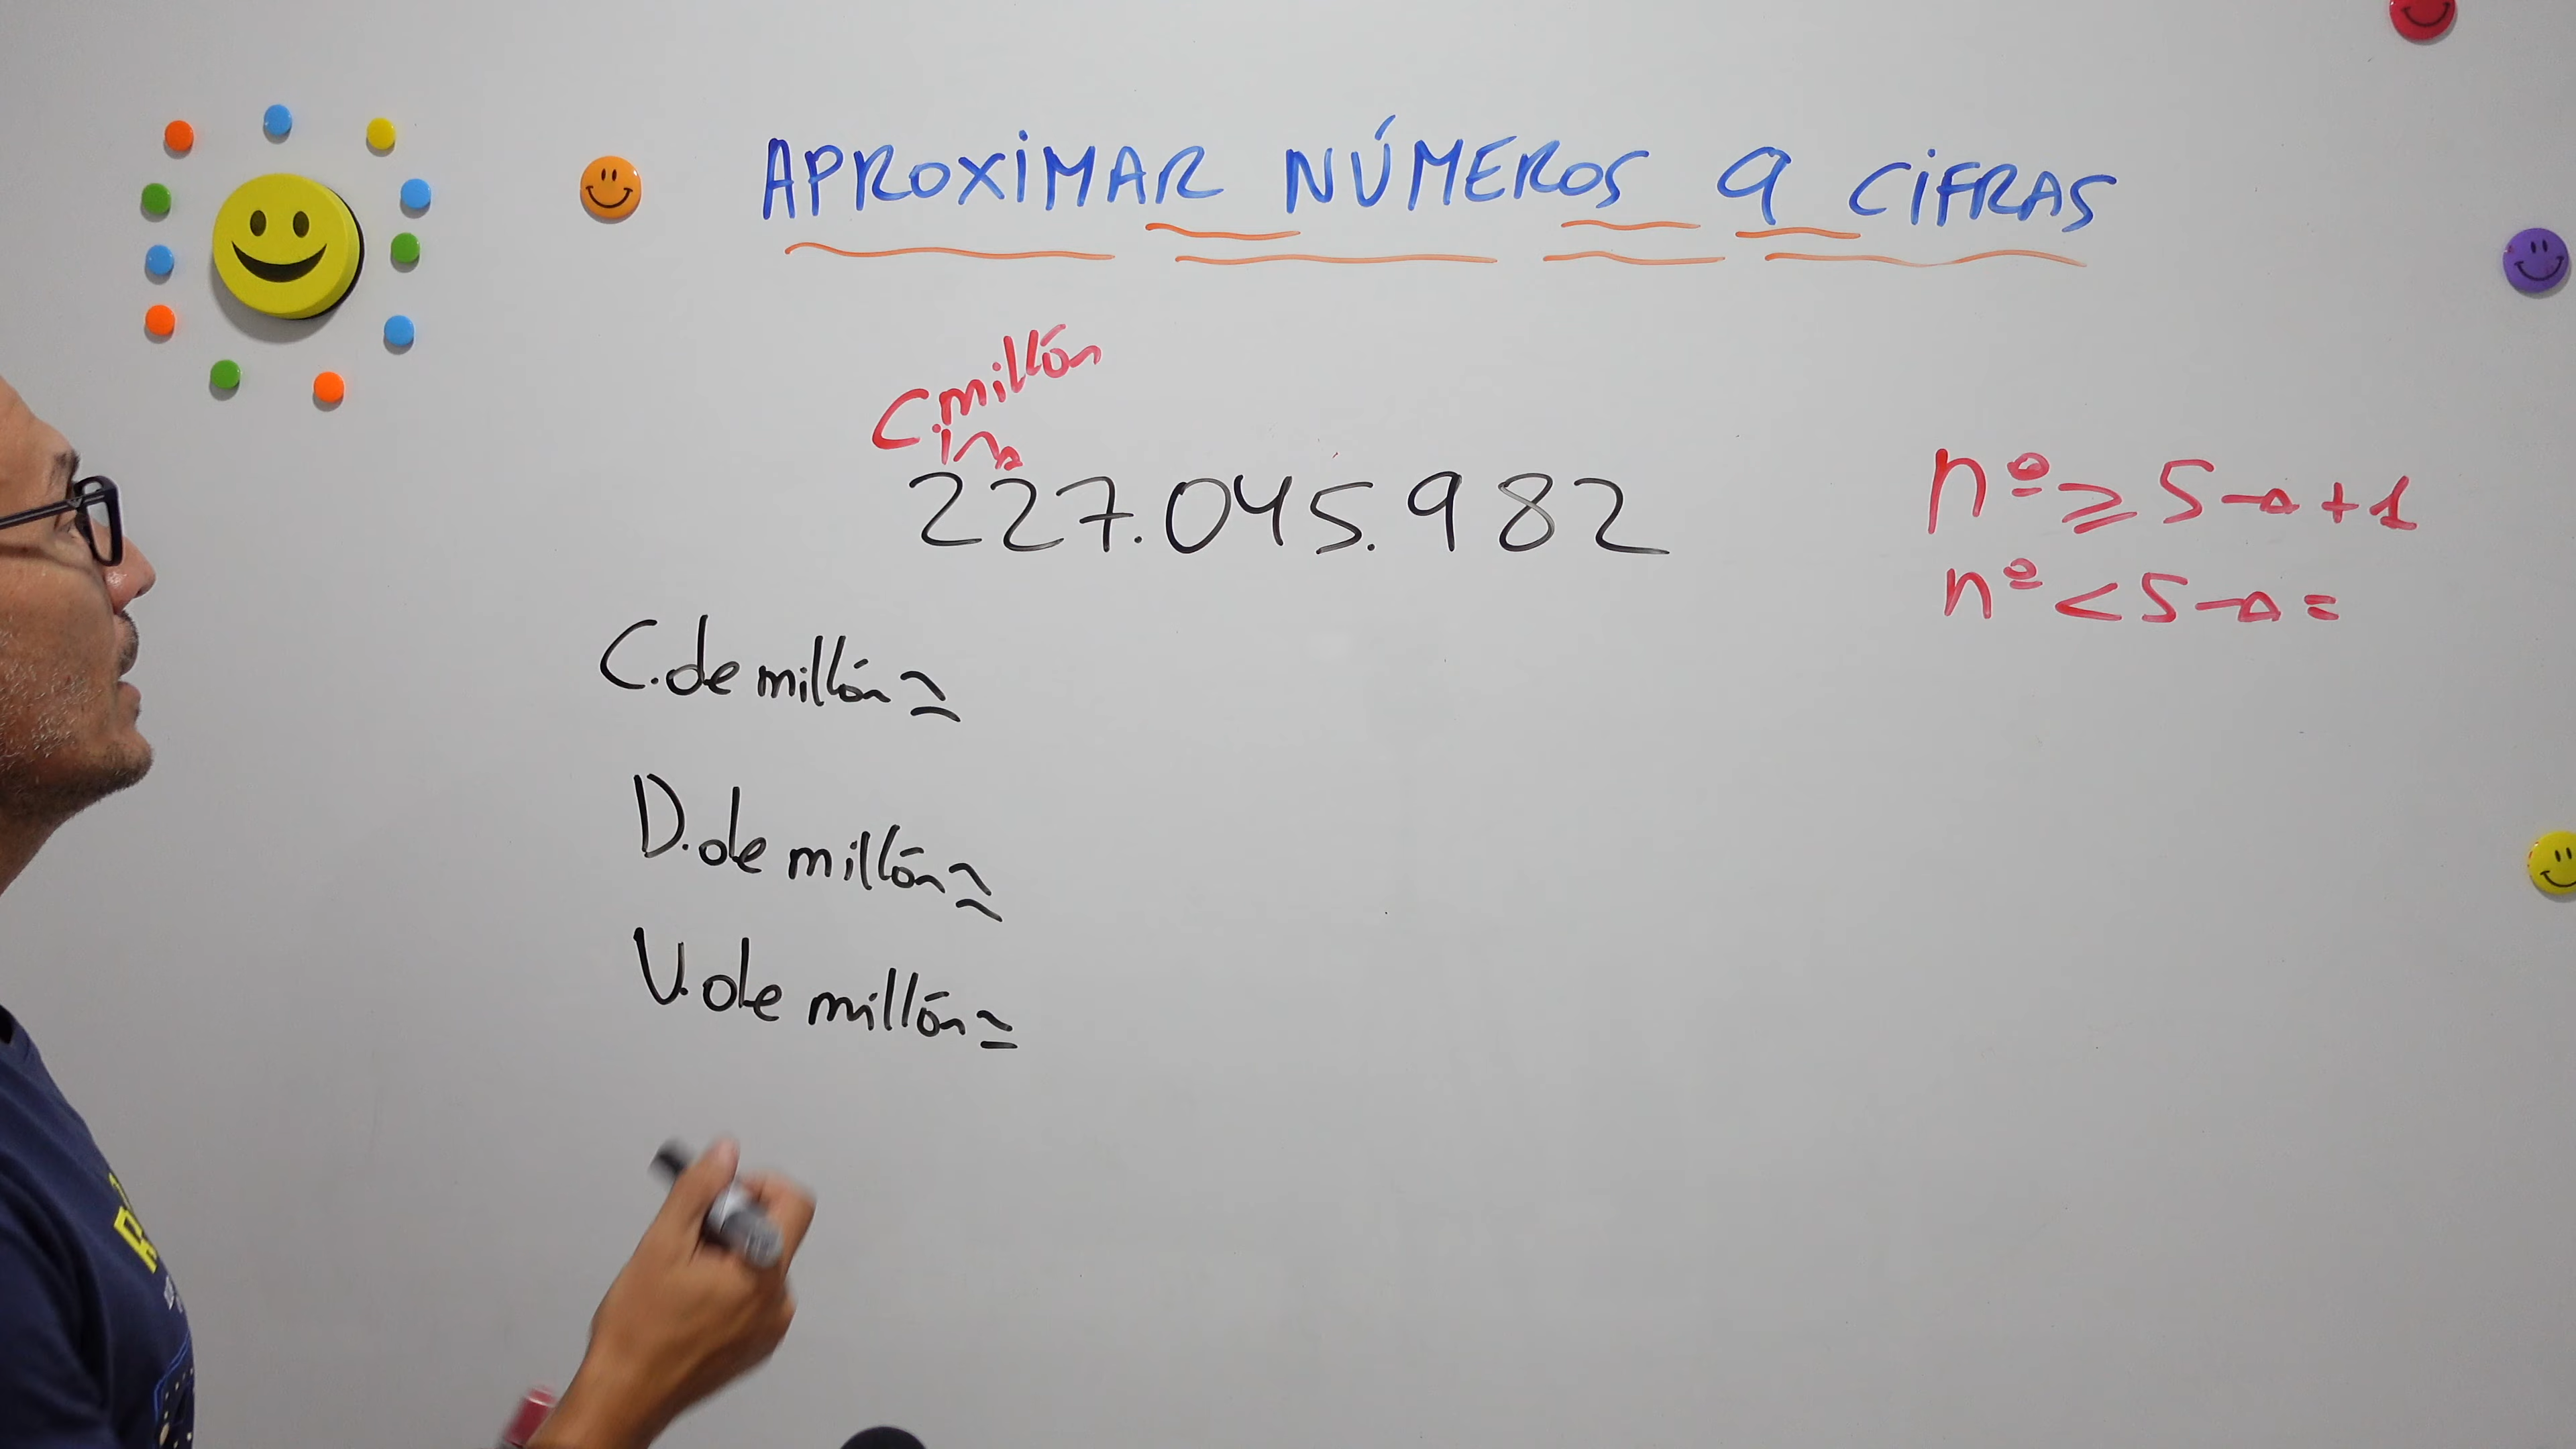 APROXIMAR NÚMEROS 9 CIFRAS
C millón
227.045.982
nº ≥ 5 → +1
nº < 5 → =
C. de millón ≃
D. de millón ≈
U. de millón ≃